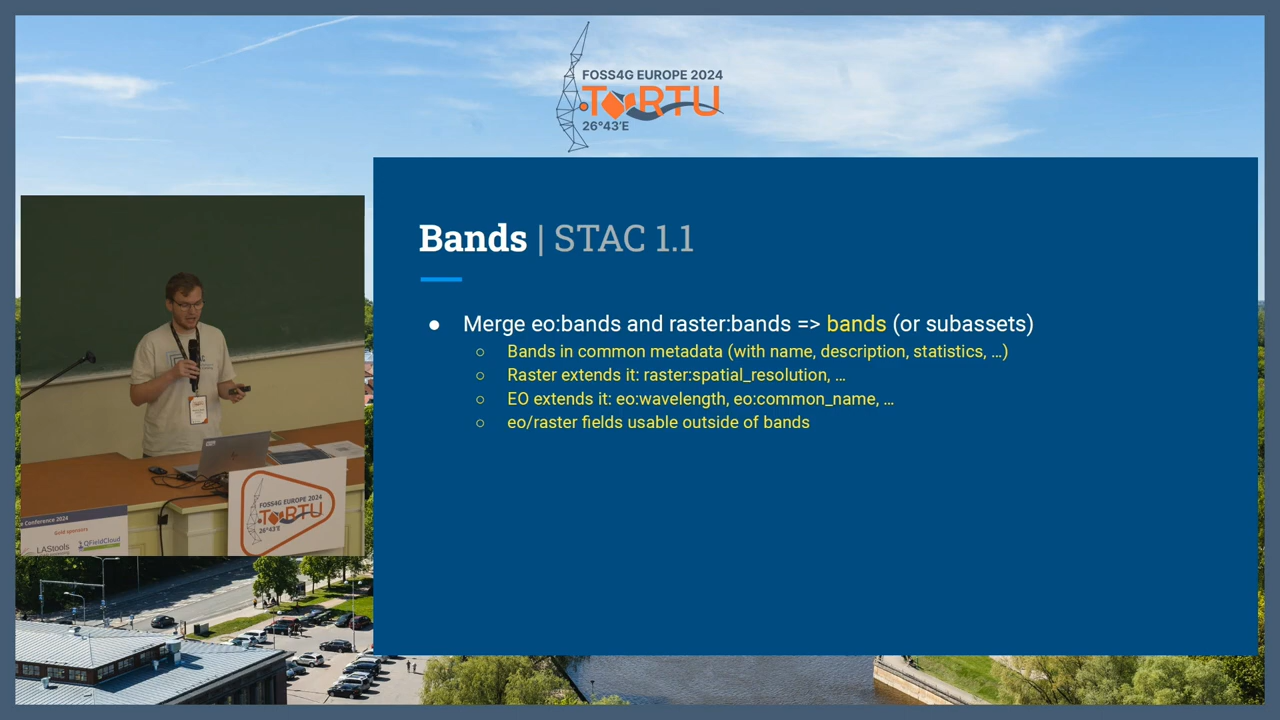 FOSS4G EUROPE 2024
TORTU
26°43'E
Bands | STAC 1.1
● Merge eo:bands and raster:bands => bands (or subassets)
○ Bands in common metadata (with name, description, statistics, …)
○ Raster extends it: raster:spatial_resolution, …
○ EO extends it: eo:wavelength, eo:common_name, …
○ eo/raster fields usable outside of bands
Conference 2024
Gold sponsors
LAStools
QFieldCloud
FOSS4G EUROPE 2024
TORTU
26°43'E